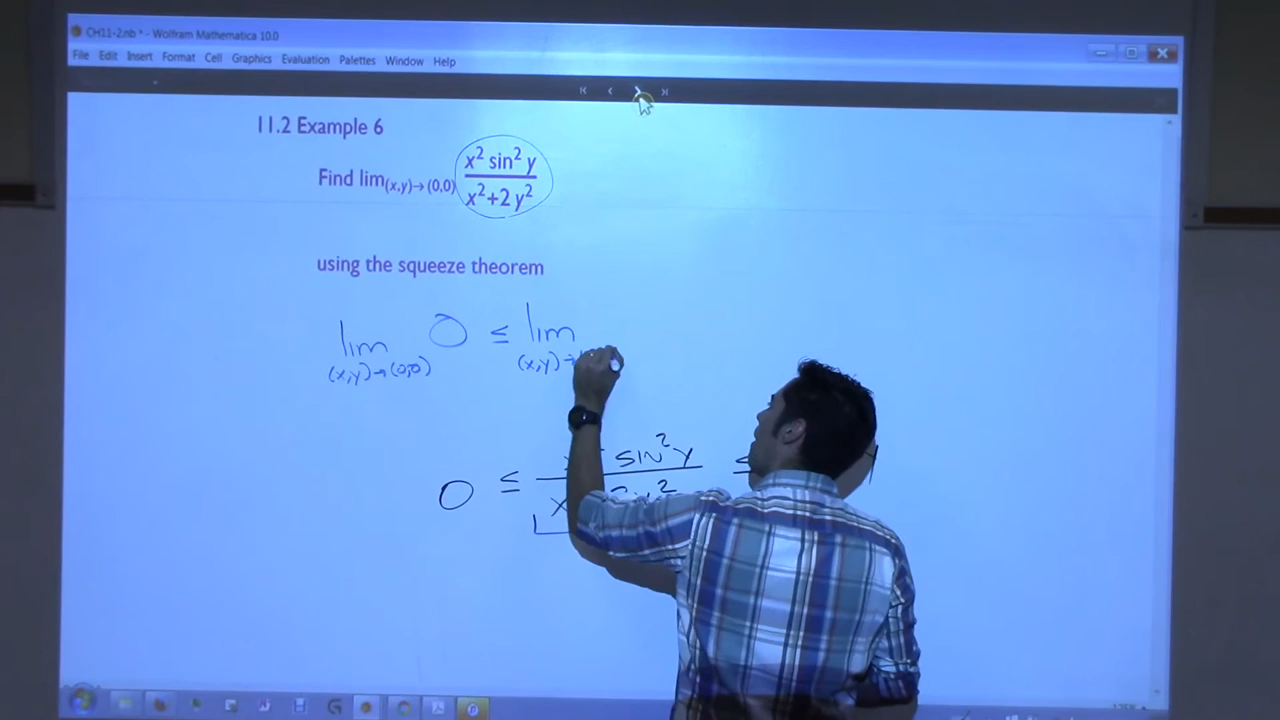 CH11-2.nb * - Wolfram Mathematica 10.0
File Edit Insert Format Cell Graphics Evaluation Palettes Window Help
11.2 Example 6
Find lim(x,y)→(0,0) x² sin² y / x²+2 y²
using the squeeze theorem
lim (x,y)→(0,0) 0 ≤ lim (x,y)→
0 ≤ sin² y ≤